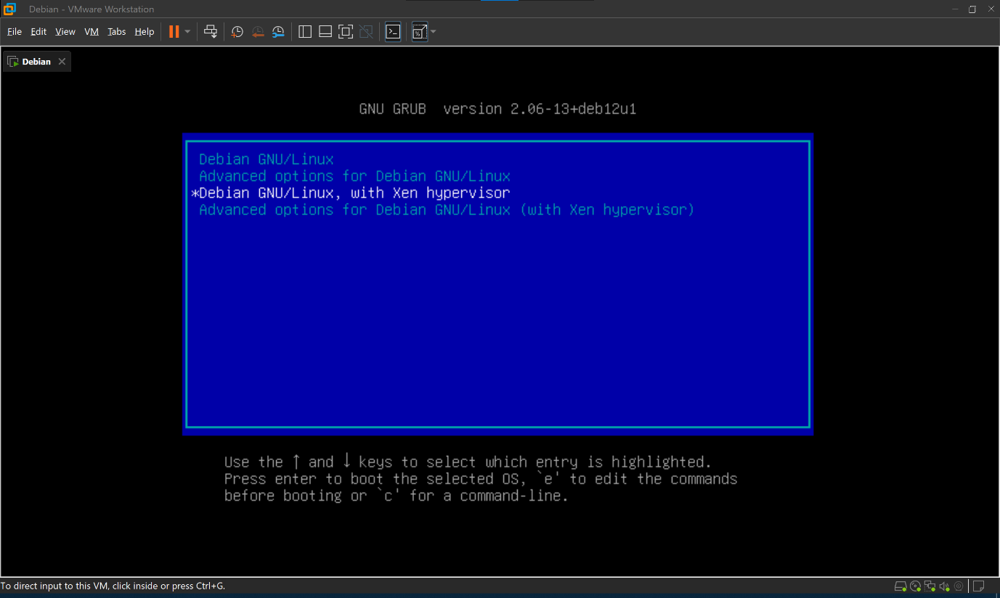 Debian - VMware Workstation
File Edit View VM Tabs Help
Debian
GNU GRUB  version 2.06-13+deb12u1
Debian GNU/Linux
Advanced options for Debian GNU/Linux
*Debian GNU/Linux, with Xen hypervisor
Advanced options for Debian GNU/Linux (with Xen hypervisor)
Use the ↑ and ↓ keys to select which entry is highlighted.
Press enter to boot the selected OS, `e' to edit the commands
before booting or `c' for a command-line.
To direct input to this VM, click inside or press Ctrl+G.